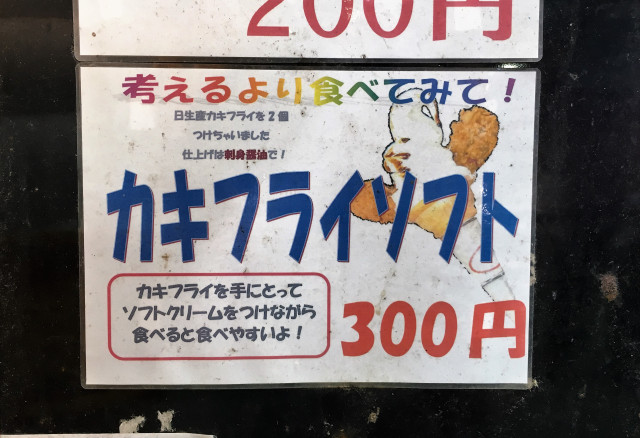 200円
考えるより食べてみて！
日生産カキフライを2個
つけちゃいました
仕上げは刺身醤油で！
カキフライソフト
カキフライを手にとって
ソフトクリームをつけながら
食べると食べやすいよ！
300円